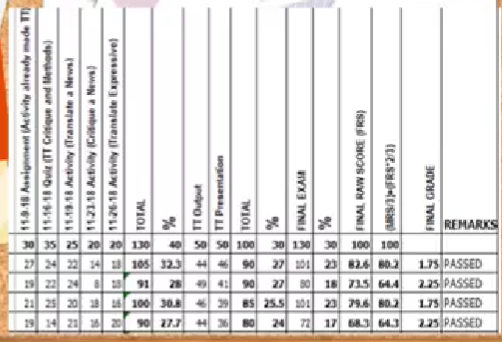 11-9-18 Assignment (Activity already made TT)
11-16-18 Quiz (TT Critique and Methods)
11-19-18 Activity (Translate a News)
11-23-18 Activity (Critique a News)
11-26-18 Activity (Translate Expressive)
TOTAL
%
TT Output
TT Presentation
TOTAL
%
FINAL EXAM
%
FINAL RAW SCORE (FRS)
(MRS/3)+(FRS*2/3)
FINAL GRADE
REMARKS
30 35 25 20 20 130 40 50 50 100 30 130 30 100 100
27 24 22 14 18 105 32.3 44 46 90 27 101 23 82.6 80.2 1.75 PASSED
19 22 24 8 18 91 28 49 41 90 27 80 18 73.5 64.4 2.25 PASSED
21 25 20 18 16 100 30.8 46 39 85 25.5 101 23 79.6 80.2 1.75 PASSED
19 14 21 16 20 90 27.7 44 36 80 24 72 17 68.3 64.3 2.25 PASSED